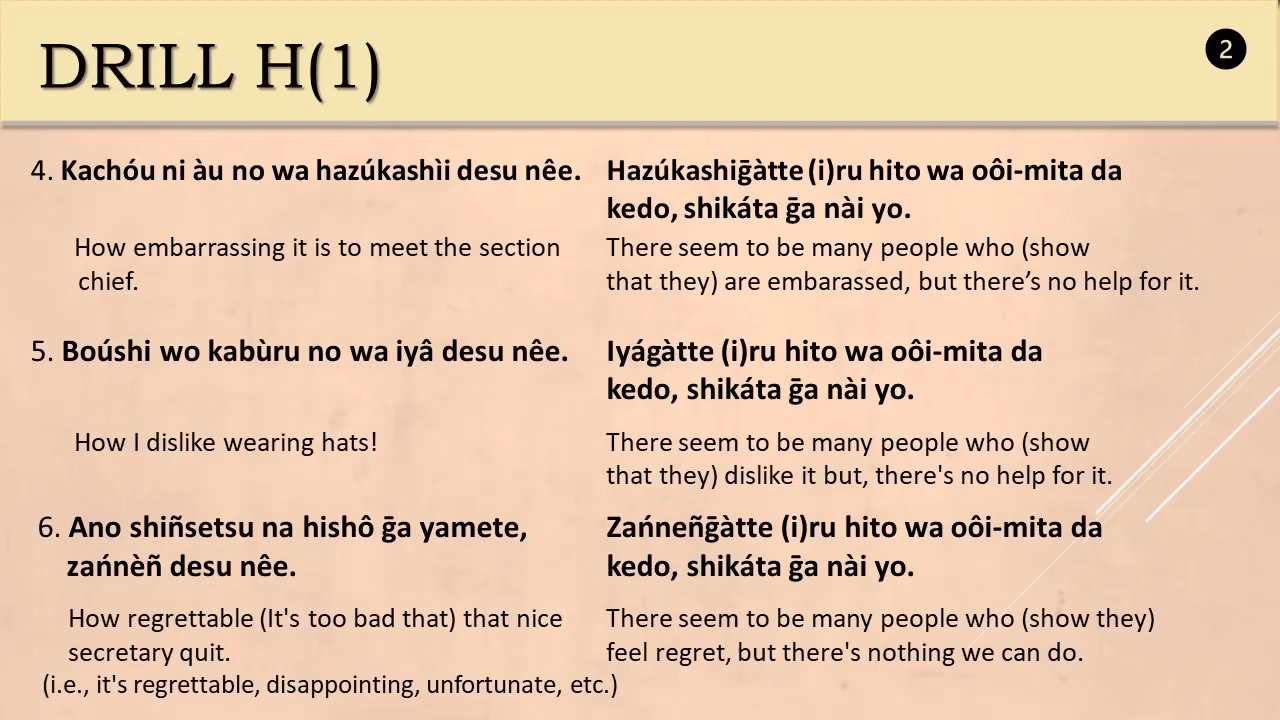 DRILL H(1)
2
4. Kachóu ni àu no wa hazúkashìi desu nêe.
Hazúkashiḡàtte (i)ru hito wa oôi-mita da
kedo, shikáta ḡa nài yo.
How embarrassing it is to meet the section
chief.
There seem to be many people who (show
that they) are embarassed, but there’s no help for it.
5. Boúshi wo kabùru no wa iyâ desu nêe.
Iyágàtte (i)ru hito wa oôi-mita da
kedo, shikáta ḡa nài yo.
How I dislike wearing hats!
There seem to be many people who (show
that they) dislike it but, there's no help for it.
6. Ano shiñsetsu na hishô ḡa yamete,
zańnèñ desu nêe.
Zańneñḡàtte (i)ru hito wa oôi-mita da
kedo, shikáta ḡa nài yo.
How regrettable (It's too bad that) that nice
secretary quit.
(i.e., it's regrettable, disappointing, unfortunate, etc.)
There seem to be many people who (show they)
feel regret, but there's nothing we can do.